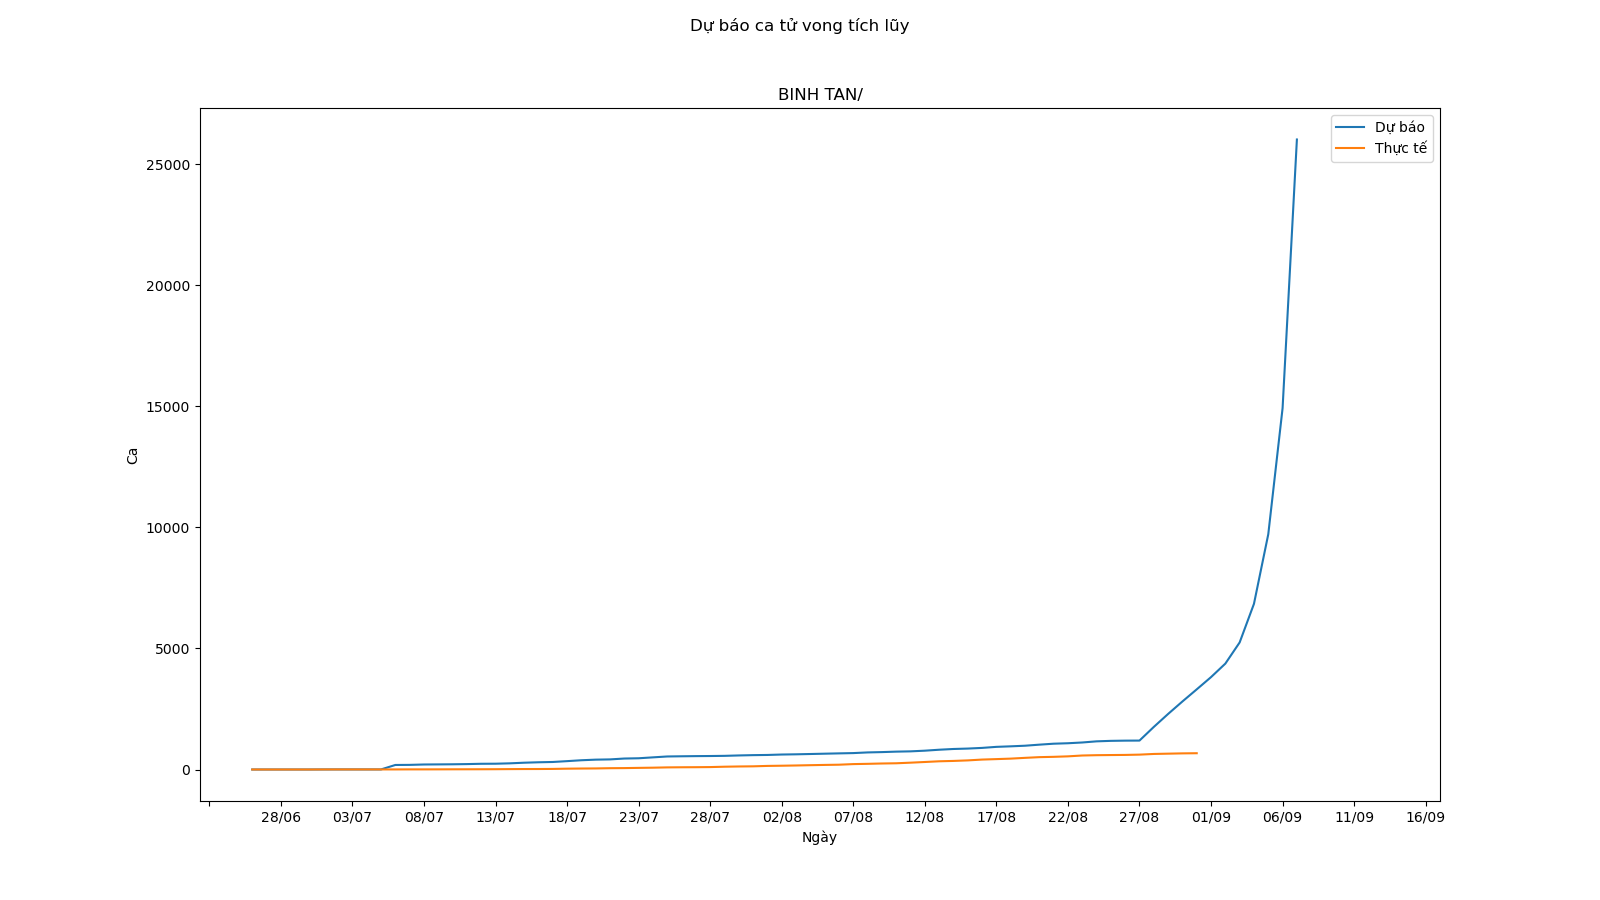 Dự báo ca tử vong tích lũy
BINH TAN/
Dự báo
Thực tế
25000
20000
15000
10000
5000
0
Ca
28/06 03/07 08/07 13/07 18/07 23/07 28/07 02/08 07/08 12/08 17/08 22/08 27/08 01/09 06/09 11/09 16/09
Ngày